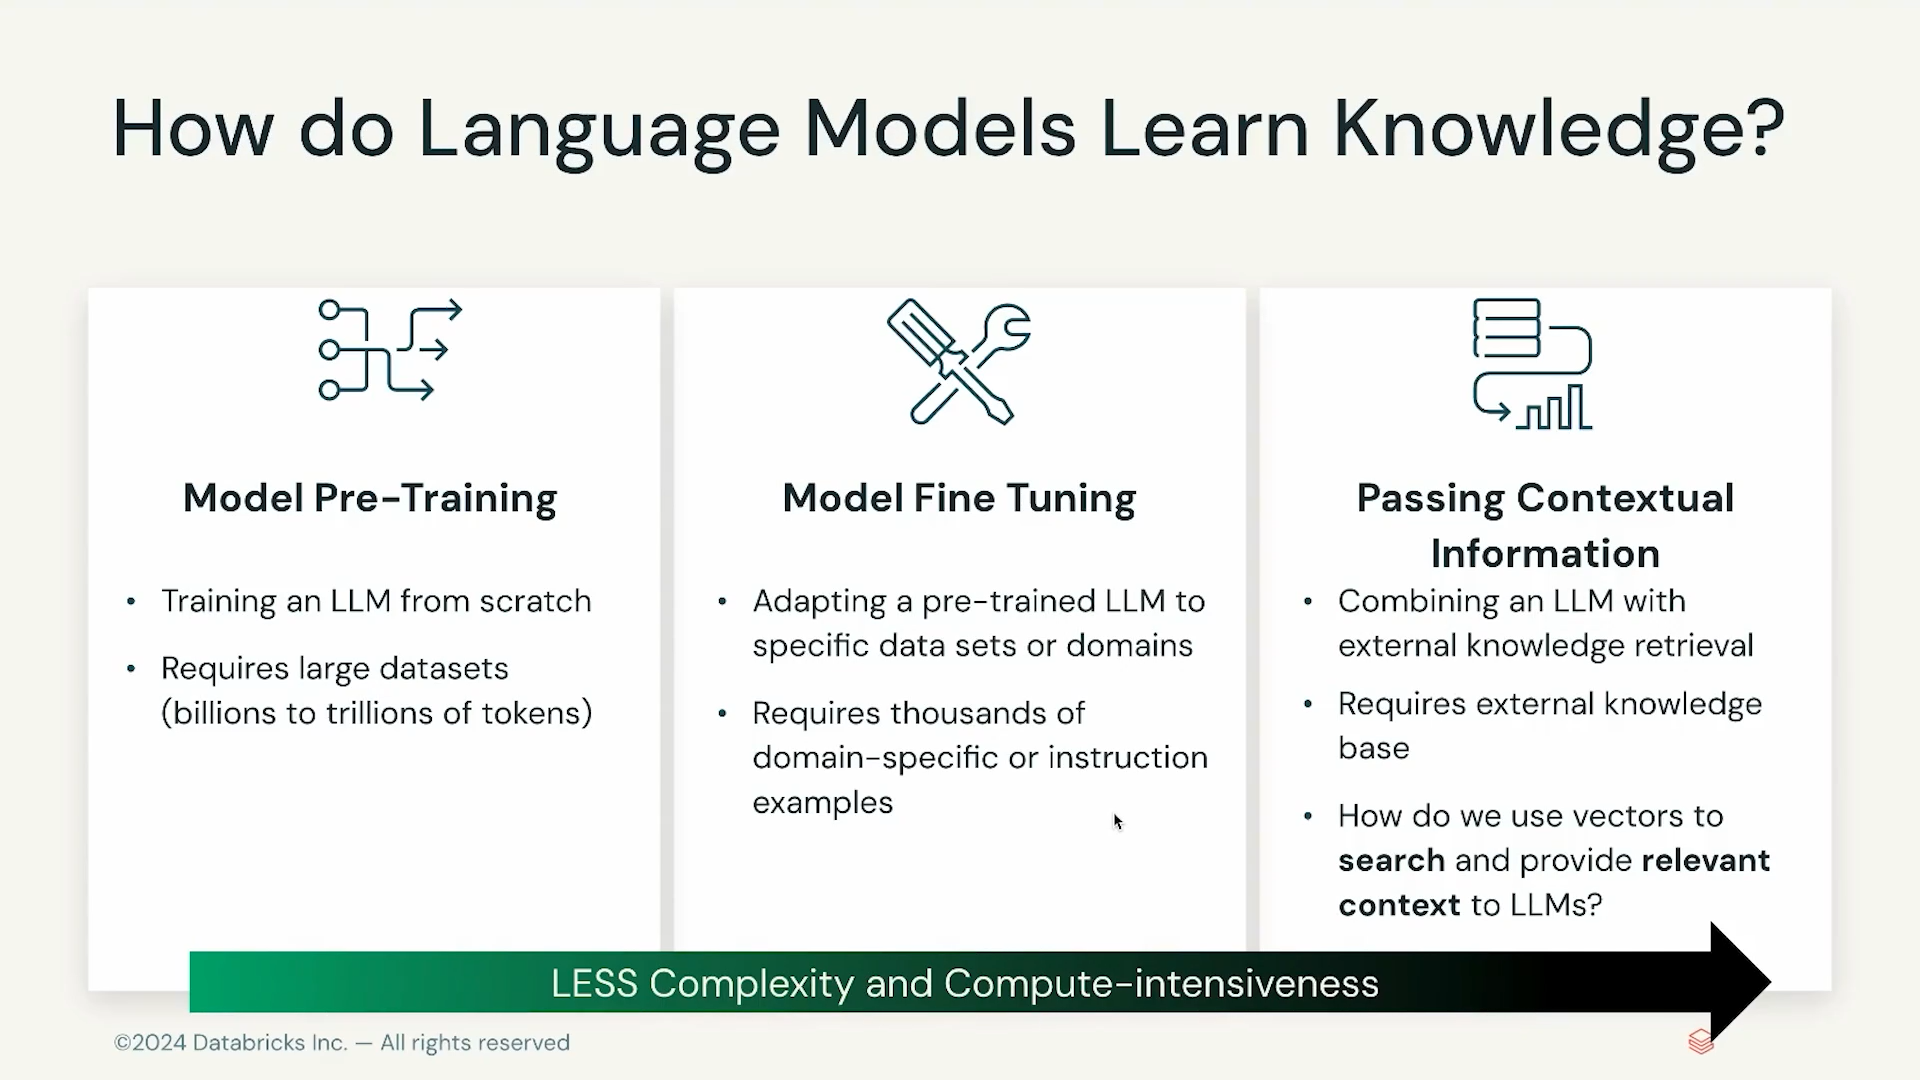 How do Language Models Learn Knowledge?
Model Pre-Training
• Training an LLM from scratch
• Requires large datasets
(billions to trillions of tokens)
Model Fine Tuning
• Adapting a pre-trained LLM to
specific data sets or domains
• Requires thousands of
domain-specific or instruction
examples
Passing Contextual
Information
• Combining an LLM with
external knowledge retrieval
• Requires external knowledge
base
• How do we use vectors to
search and provide relevant
context to LLMs?
LESS Complexity and Compute-intensiveness
©2024 Databricks Inc. — All rights reserved